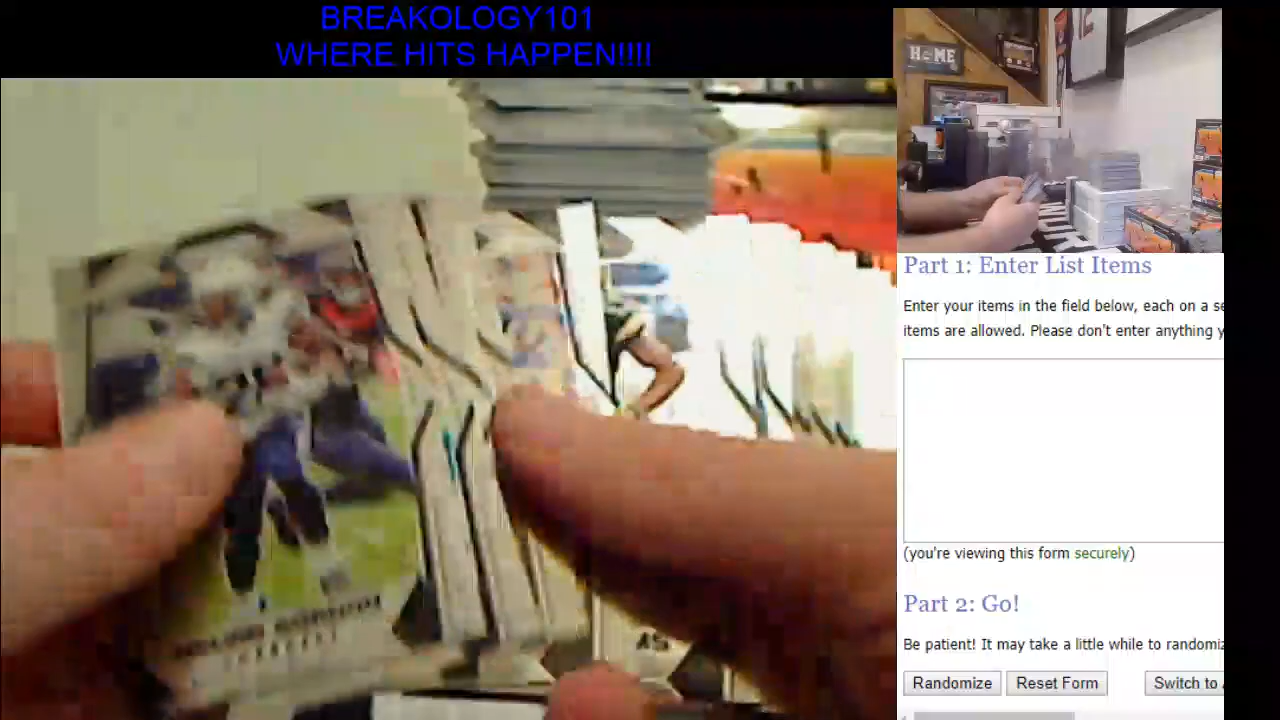 BREAKOLOGY101
WHERE HITS HAPPEN!!!!
HOME
12
Part 1: Enter List Items
Enter your items in the field below, each on a se
items are allowed. Please don't enter anything y
(you're viewing this form securely)
Part 2: Go!
Be patient! It may take a little while to randomiz
Randomize
Reset Form
Switch to